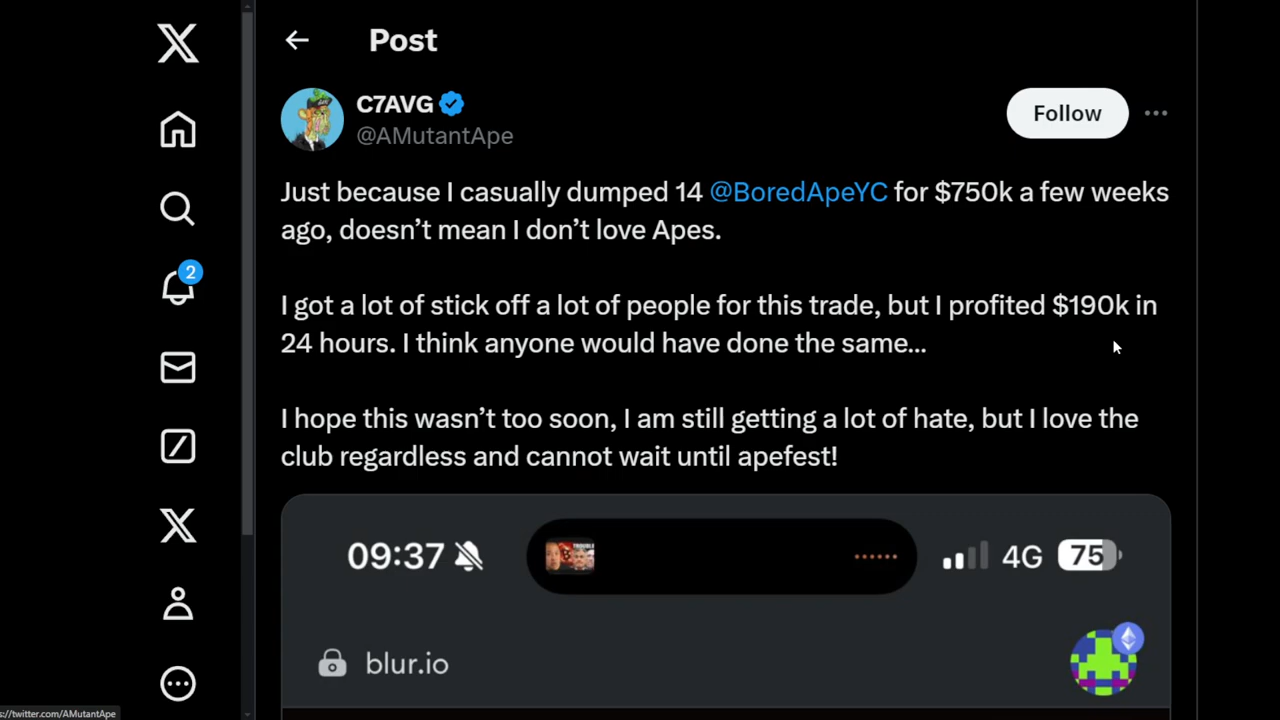 Post
C7AVG
@AMutantApe
Follow
Just because I casually dumped 14 @BoredApeYC for $750k a few weeks
ago, doesn’t mean I don’t love Apes.
I got a lot of stick off a lot of people for this trade, but I profited $190k in
24 hours. I think anyone would have done the same...
I hope this wasn’t too soon, I am still getting a lot of hate, but I love the
club regardless and cannot wait until apefest!
2
09:37
4G 75
blur.io
s://twitter.com/AMutantApe